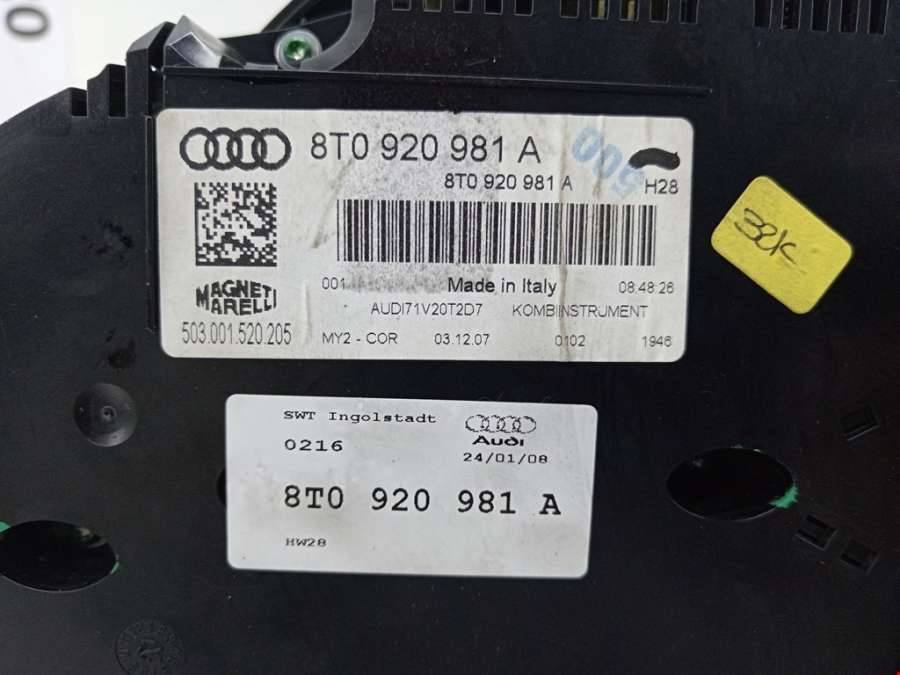 8T0 920 981 A
500
8T0 920 981 A H28
MAGNETI MARELLI
001 Made in Italy 08:48:26
AUDI71V20T2D7 KOMBIINSTRUMENT
503.001.520.205
MY2 - COR 03.12.07 0102 1946
32K
SWT Ingolstadt
0216
Audi
24/01/08
8T0 920 981 A
HW28